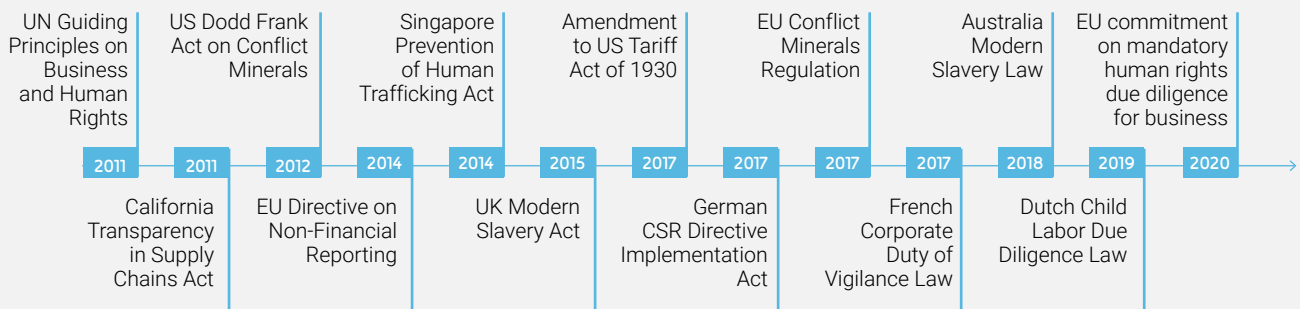 UN Guiding
Principles on
Business
and Human
Rights
US Dodd Frank
Act on Conflict
Minerals
Singapore
Prevention
of Human
Trafficking Act
Amendment
to US Tariff
Act of 1930
EU Conflict
Minerals
Regulation
Australia
Modern
Slavery Law
EU commitment
on mandatory
human rights
due diligence
for business
2011
2011
2012
2014
2014
2015
2017
2017
2017
2017
2018
2019
2020
California
Transparency
in Supply
Chains Act
EU Directive on
Non-Financial
Reporting
UK Modern
Slavery Act
German
CSR Directive
Implementation
Act
French
Corporate
Duty of
Vigilance Law
Dutch Child
Labor Due
Diligence Law